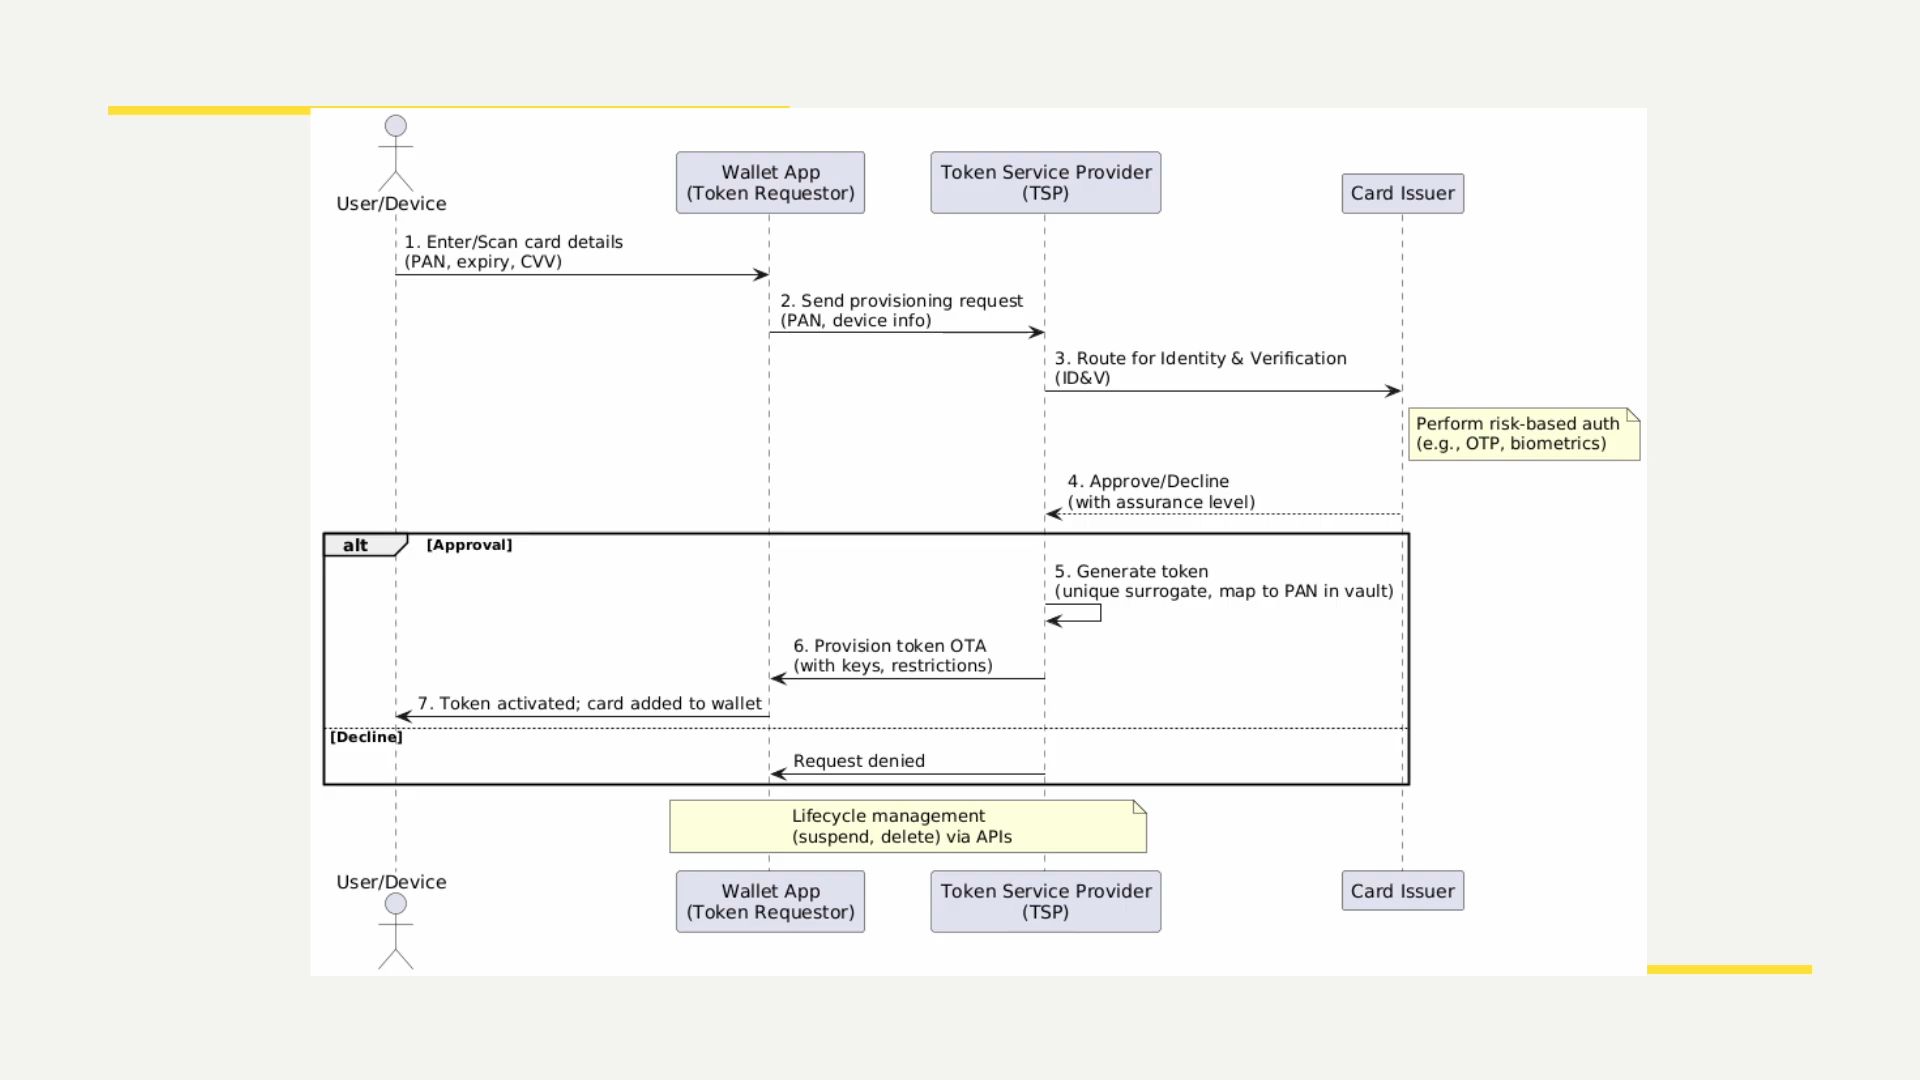 User/Device
Wallet App
(Token Requestor)
Token Service Provider
(TSP)
Card Issuer
1. Enter/Scan card details
(PAN, expiry, CVV)
2. Send provisioning request
(PAN, device info)
3. Route for Identity & Verification
(ID&V)
Perform risk-based auth
(e.g., OTP, biometrics)
4. Approve/Decline
(with assurance level)
alt
[Approval]
5. Generate token
(unique surrogate, map to PAN in vault)
6. Provision token OTA
(with keys, restrictions)
7. Token activated; card added to wallet
[Decline]
Request denied
Lifecycle management
(suspend, delete) via APIs
User/Device
Wallet App
(Token Requestor)
Token Service Provider
(TSP)
Card Issuer